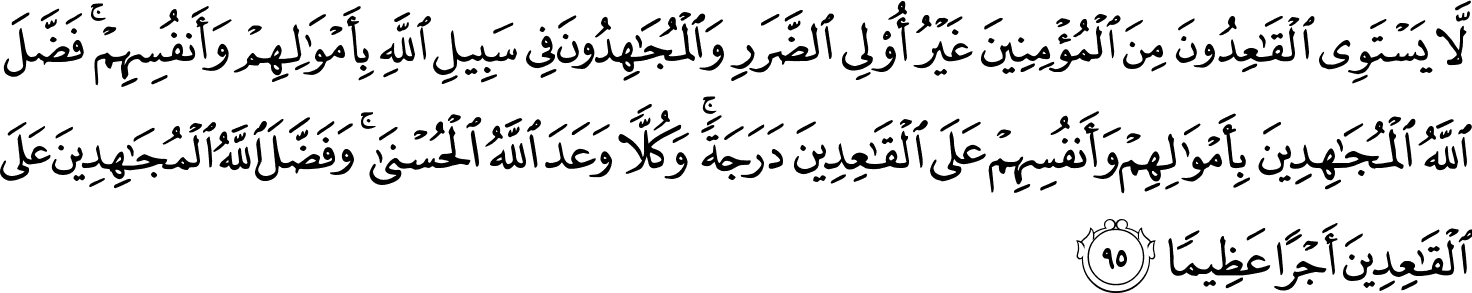 لَّا يَسۡتَوِي ٱلۡقَٰعِدُونَ مِنَ ٱلۡمُؤۡمِنِينَ غَيۡرُ أُوْلِي ٱلضَّرَرِ وَٱلۡمُجَٰهِدُونَ فِي سَبِيلِ ٱللَّهِ بِأَمۡوَٰلِهِمۡ وَأَنفُسِهِمۡۚ فَضَّلَ
ٱللَّهُ ٱلۡمُجَٰهِدِينَ بِأَمۡوَٰلِهِمۡ وَأَنفُسِهِمۡ عَلَى ٱلۡقَٰعِدِينَ دَرَجَةٗۚ وَكُلّٗا وَعَدَ ٱللَّهُ ٱلۡحُسۡنَىٰۚ وَفَضَّلَ ٱللَّهُ ٱلۡمُجَٰهِدِينَ عَلَى
ٱلۡقَٰعِدِينَ أَجۡرًا عَظِيمٗا ٩٥